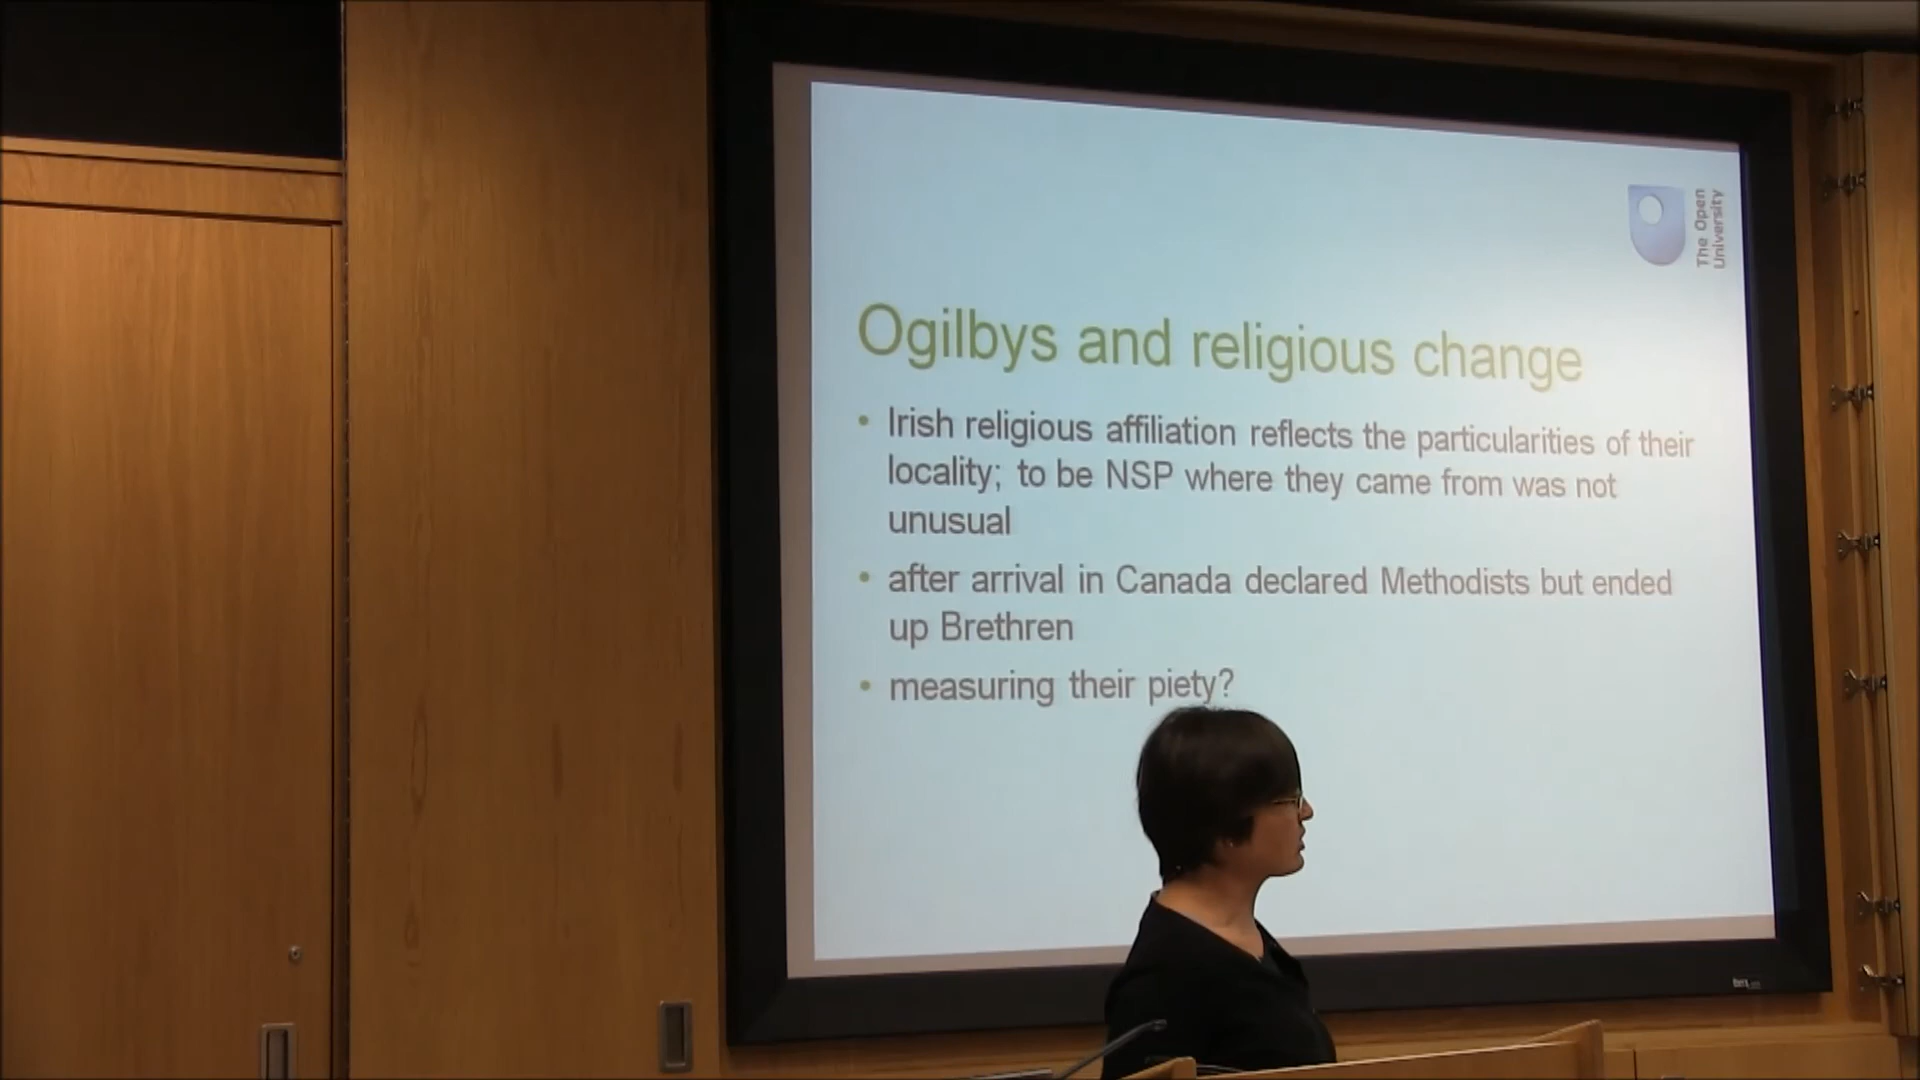 The Open
University
Ogilbys and religious change
• Irish religious affiliation reflects the particularities of their
locality; to be NSP where they came from was not
unusual
• after arrival in Canada declared Methodists but ended
up Brethren
• measuring their piety?